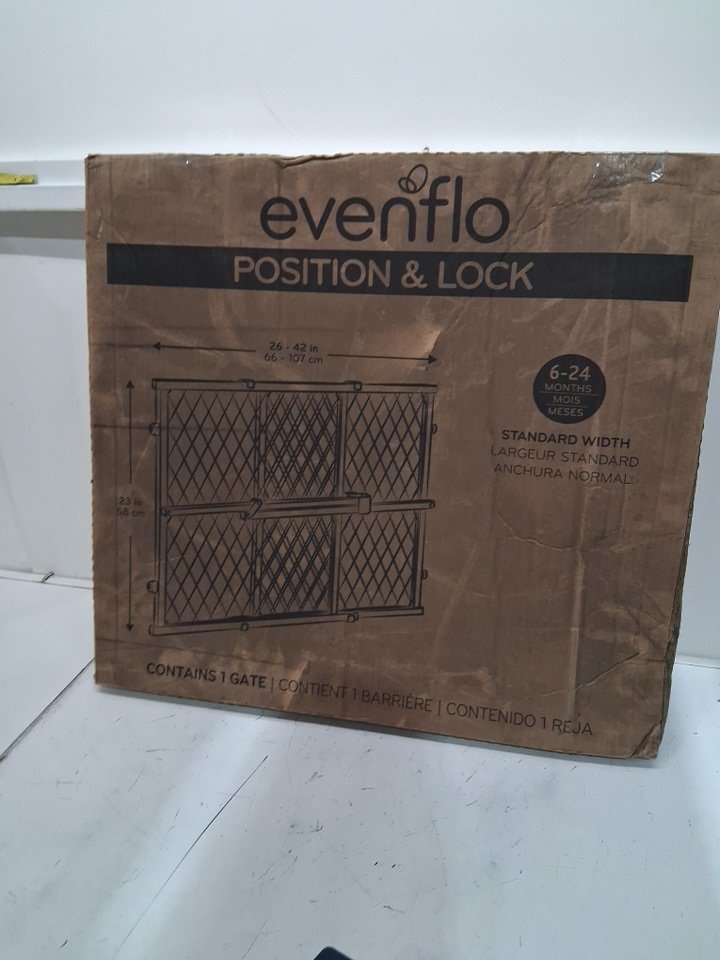 evenflo
POSITION & LOCK
26 - 42 in
66 - 107 cm
6-24
MONTHS
MOIS
MESES
STANDARD WIDTH
LARGEUR STANDARD
ANCHURA NORMAL
23 in
58 cm
CONTAINS 1 GATE | CONTIENT 1 BARRIÉRE | CONTENIDO 1 REJA